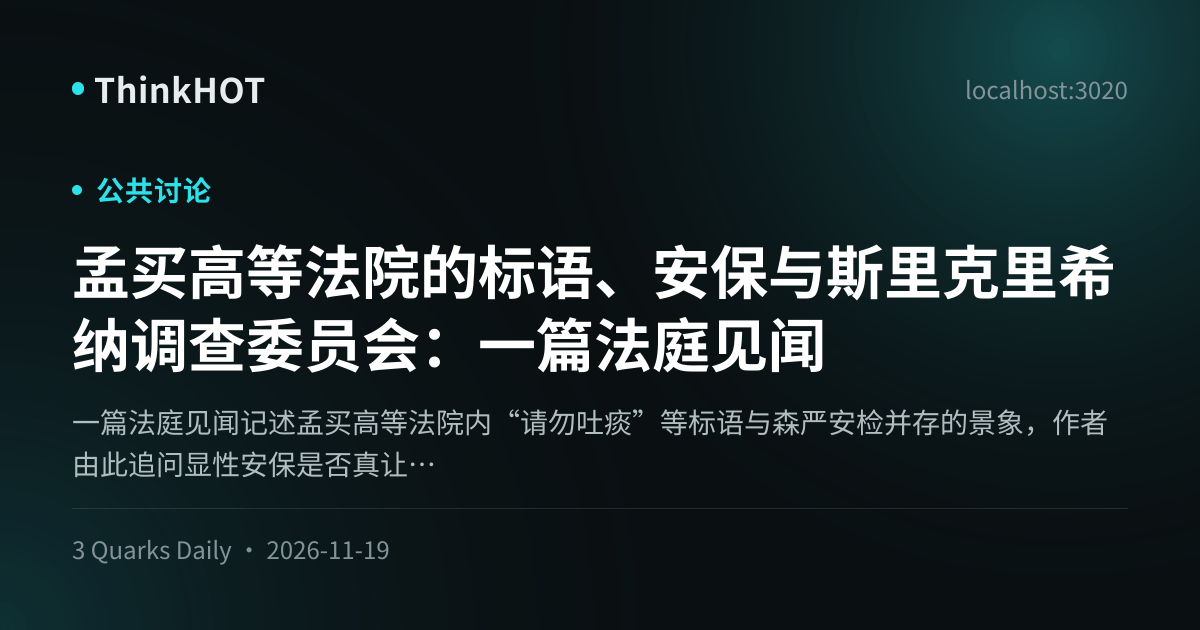 ThinkHOT
localhost:3020
公共讨论
孟买高等法院的标语、安保与斯里克里希
纳调查委员会：一篇法庭见闻
一篇法庭见闻记述孟买高等法院内“请勿吐痰”等标语与森严安检并存的景象，作者
由此追问显性安保是否真让…
3 Quarks Daily · 2026-11-19